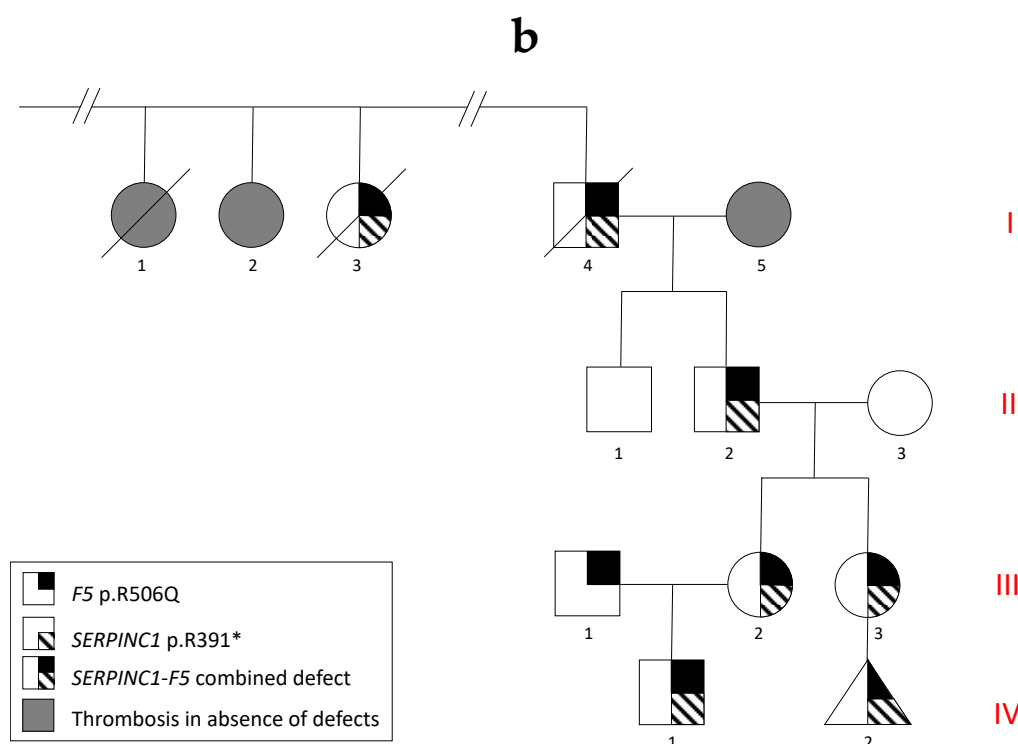 b
I
1 2 3 4 5
II
1 2 3
III
1 2 3
F5 p.R506Q
SERPINC1 p.R391*
SERPINC1-F5 combined defect
Thrombosis in absence of defects
IV
1 2